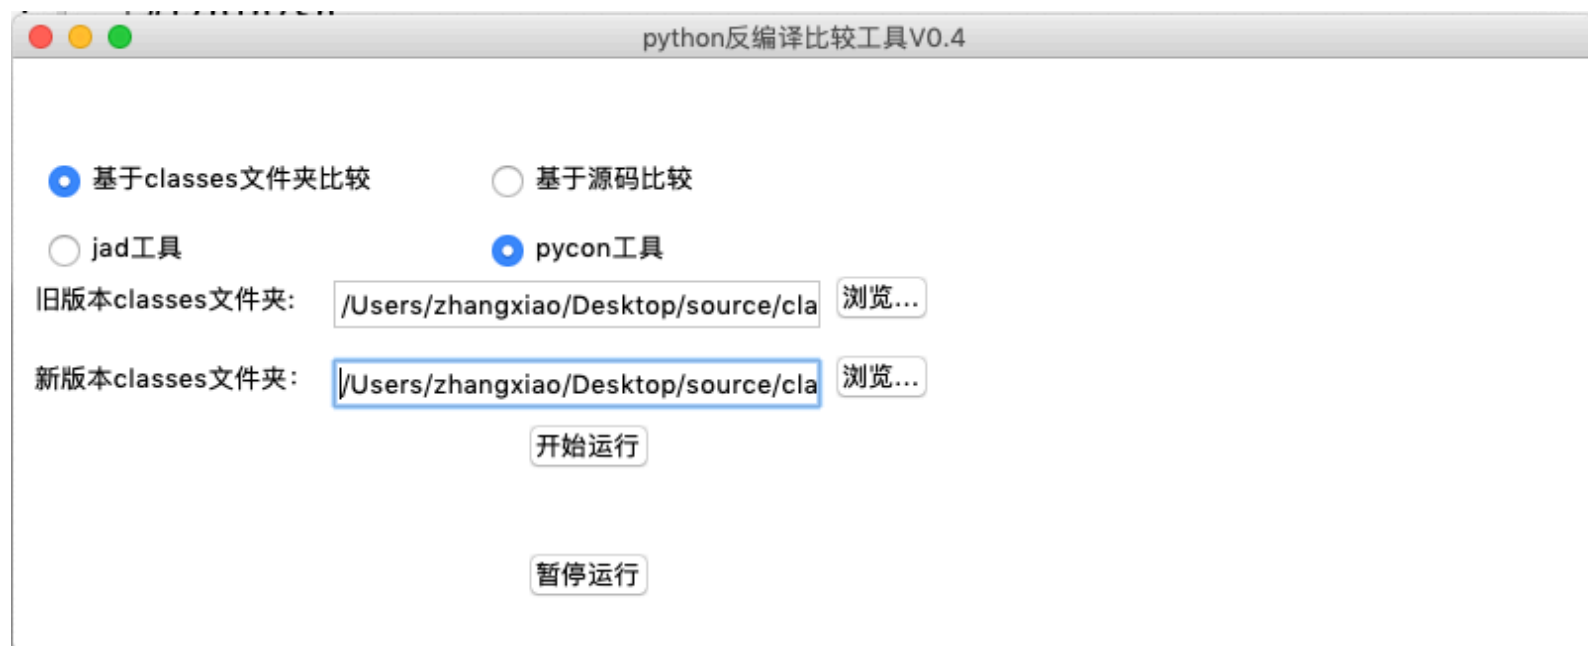 python反编译比较工具V0.4
基于classes文件夹比较 基于源码比较
jad工具 pycon工具
旧版本classes文件夹: /Users/zhangxiao/Desktop/source/cla 浏览...
新版本classes文件夹： /Users/zhangxiao/Desktop/source/cla 浏览...
开始运行
暂停运行